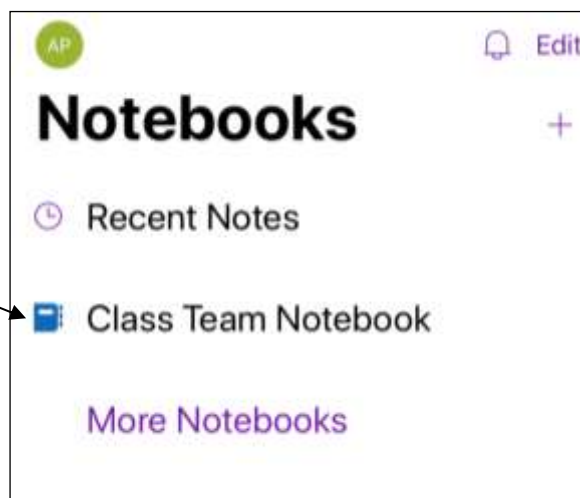 AP
Edit
Notebooks
Recent Notes
Class Team Notebook
More Notebooks